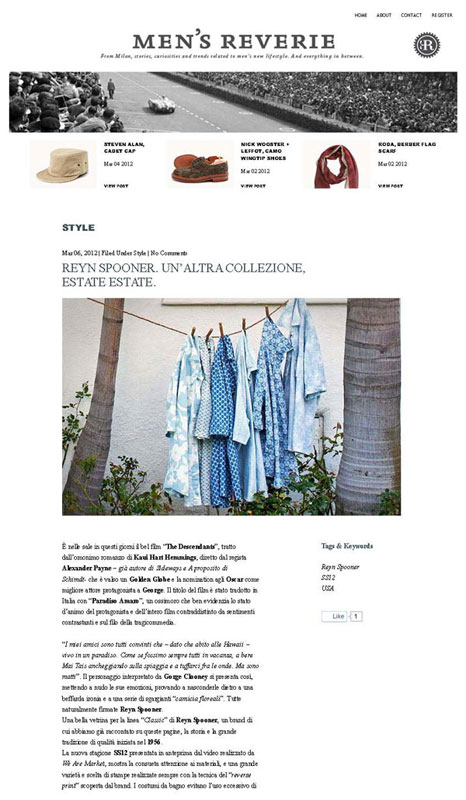 HOME ABOUT CONTACT REGISTER
MEN'S REVERIE
From Milan, stories, curiosities and trends related to men's new lifestyle. And everything in between.
R
STEVEN ALAN,
CADET CAP
Mar 04 2012
VIEW POST
NICK WOOSTER +
LEFFOT, CAMO
WINGTIP SHOES
Mar 02 2012
VIEW POST
KODA, BERBER FLAG
SCARF
Mar 02 2012
VIEW POST
STYLE
Mar 06, 2012 | Filed Under Style | No Comments
REYN SPOONER. UN'ALTRA COLLEZIONE,
ESTATE ESTATE.
È nelle sale in questi giorni il bel film "The Descendants", tratto
dall'omonimo romanzo di Kaui Hart Hemmings, diretto dal regista
Alexander Payne – già autore di Sideways e A proposito di
Schimdt- che è valso un Golden Globe e la nomination agli Oscar come
migliore attore protagonista a George. Il titolo del film è stato tradotto in
Italia con "Paradiso Amaro", un ossimoro che ben evidenzia lo stato
d'animo del protagonista e dell'intero film contraddistinto da sentimenti
contrastanti e sul filo della tragicommedia.
"I miei amici sono tutti convinti che – dato che abito alle Hawaii –
vivo in un paradiso. Come se fossimo sempre tutti in vacanza, a bere
Mai Tais ancheggiando sulla spiaggia e a tuffarci fra le onde. Ma sono
matti". Il personaggio interpretato da Gorge Clooney si presenta così,
mettendo a nudo le sue emozioni, provando a nasconderle dietro a una
beffarda ironia e a una serie di sgargianti "camicia floreali". Tutte
naturalmente firmate Reyn Spooner.
Una bella vetrina per la linea "Classic" di Reyn Spooner, un brand di
cui abbiamo già raccontato su queste pagine, la storia e la grande
tradizione di qualità iniziata nel 1956.
La nuova stagione SS12 presentata in anteprima dal video realizzato da
We Are Market, mostra la consueta attenzione ai materiali, e una grande
varietà e scelta di stampe realizzate sempre con la tecnica del "reverse
print" scoperta dal brand. I costumi da bagno evitano l'uso eccessivo di
Tags & Keywords
Reyn Spooner
SS12
USA
Like 1